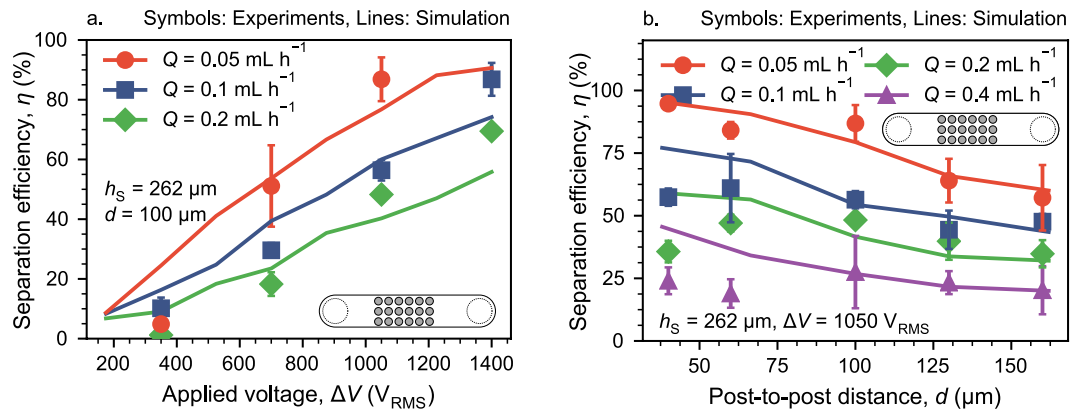 a. Symbols: Experiments, Lines: Simulation
Separation efficiency, η (%)
100
80
60
40
20
0
Q = 0.05 mL h⁻¹
Q = 0.1 mL h⁻¹
Q = 0.2 mL h⁻¹
h_S = 262 µm
d = 100 µm
200 400 600 800 1000 1200 1400
Applied voltage, ΔV (V_RMS)
b. Symbols: Experiments, Lines: Simulation
Separation efficiency, η (%)
100
75
50
25
0
Q = 0.05 mL h⁻¹
Q = 0.1 mL h⁻¹
Q = 0.2 mL h⁻¹
Q = 0.4 mL h⁻¹
h_S = 262 µm, ΔV = 1050 V_RMS
50 75 100 125 150
Post-to-post distance, d (µm)